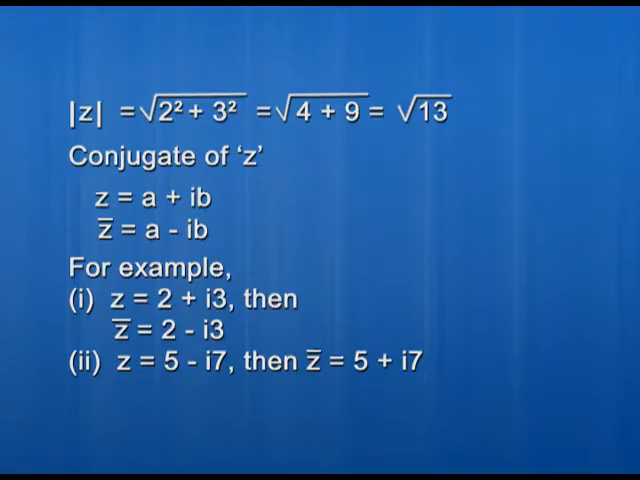 |z| = √2² + 3² = √4 + 9 = √13
Conjugate of ‘z’
z = a + ib
z̅ = a - ib
For example,
(i) z = 2 + i3, then
z̅ = 2 - i3
(ii) z = 5 - i7, then z̅ = 5 + i7